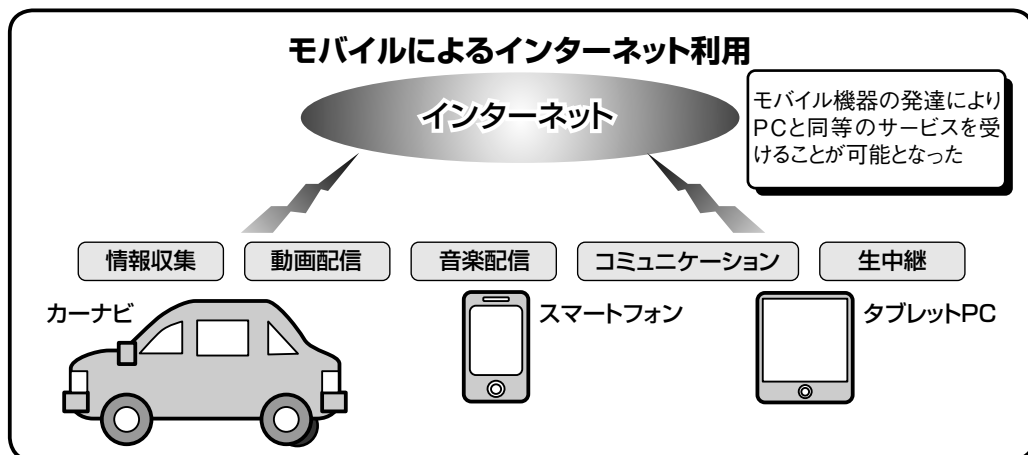 モバイルによるインターネット利用
インターネット
モバイル機器の発達により
PCと同等のサービスを受
けることが可能となった
情報収集
動画配信
音楽配信
コミュニケーション
生中継
カーナビ
スマートフォン
タブレットPC